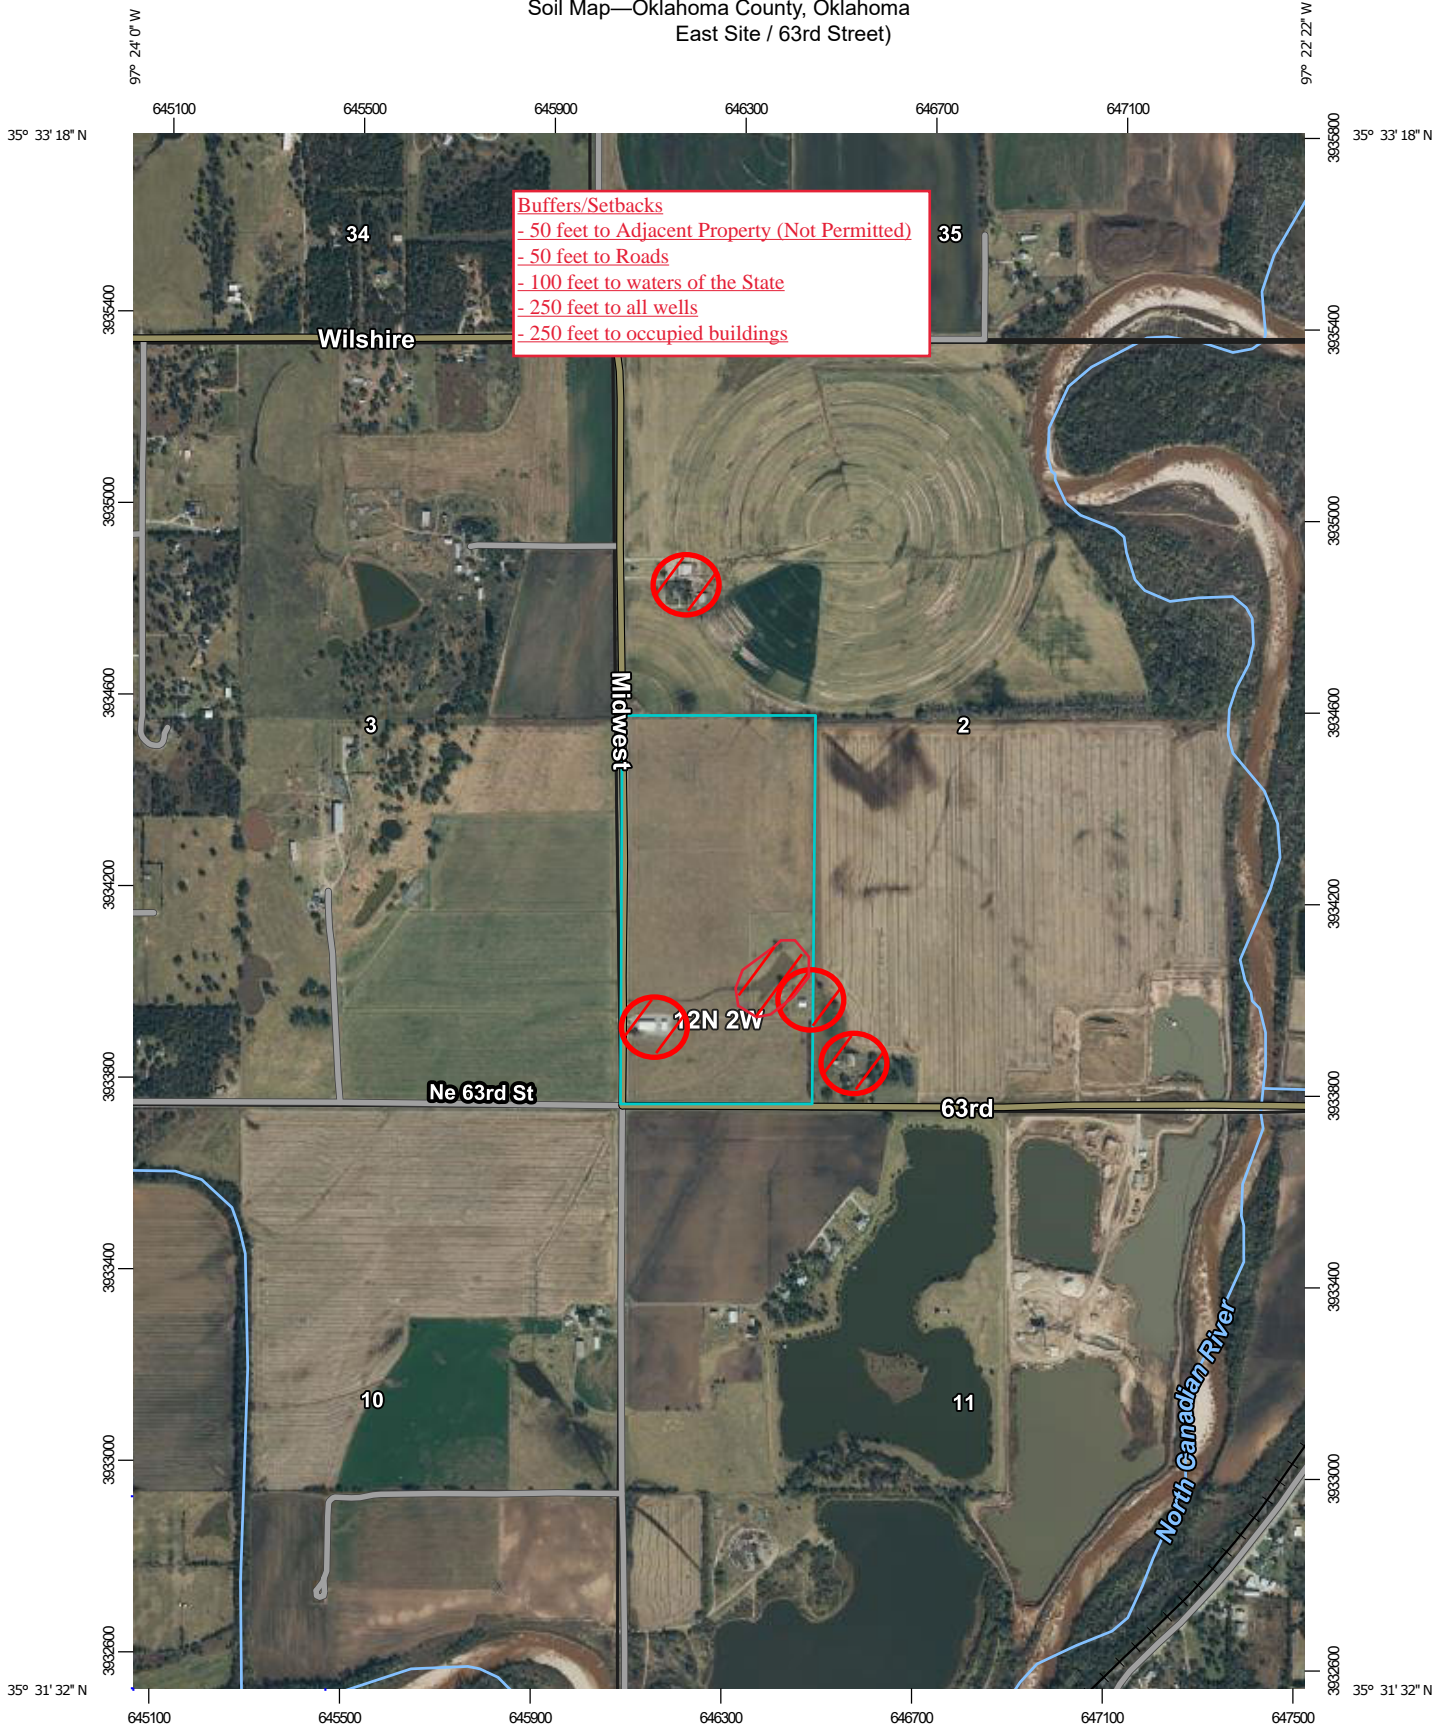 Soil Map—Oklahoma County, Oklahoma
East Site / 63rd Street)
97° 24' 0'' W
97° 22' 22'' W
645100
645500
645900
646300
646700
647100
35° 33' 18'' N
35° 33' 18'' N
3935800
Buffers/Setbacks
- 50 feet to Adjacent Property (Not Permitted)
- 50 feet to Roads
- 100 feet to waters of the State
- 250 feet to all wells
- 250 feet to occupied buildings
34
35
3935400
3935400
Wilshire
3935000
3935000
3934600
3934600
Midwest
3
2
3934200
3934200
12N 2W
3933800
3933800
Ne 63rd St
63rd
3933400
3933400
North Canadian River
10
11
3933000
3933000
3932600
3932600
35° 31' 32'' N
35° 31' 32'' N
645100
645500
645900
646300
646700
647100
647500